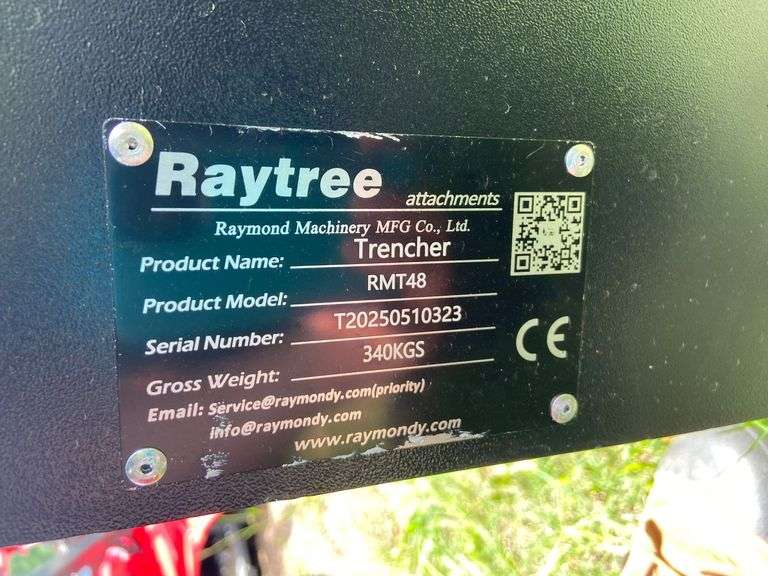 Raytree attachments
Raymond Machinery MFG Co., Ltd.
Product Name: Trencher
Product Model: RMT48
Serial Number: T20250510323
Gross Weight: 340KGS
Email: Service@raymondy.com(priority)
info@raymondy.com
www.raymondy.com
CE